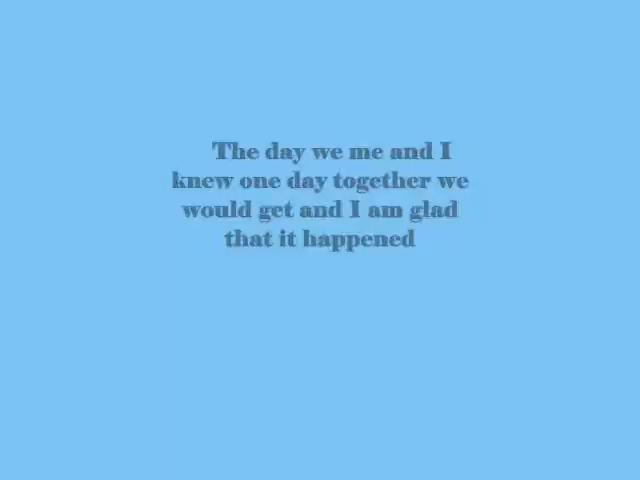 The day we me and I
knew one day together we
would get and I am glad
that it happened